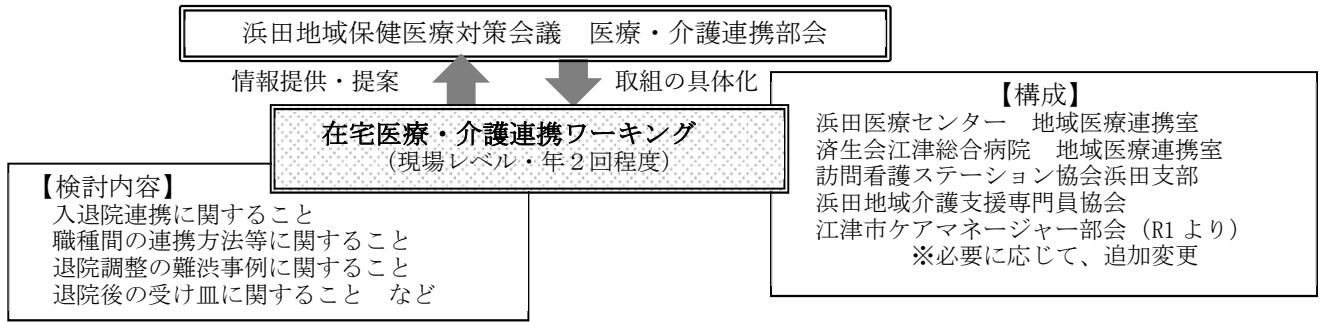 浜田地域保健医療対策会議　医療・介護連携部会
情報提供・提案
取組の具体化
在宅医療・介護連携ワーキング
（現場レベル・年２回程度）
【検討内容】
入退院連携に関すること
職種間の連携方法等に関すること
退院調整の難渋事例に関すること
退院後の受け皿に関すること　など
【構成】
浜田医療センター　地域医療連携室
済生会江津総合病院　地域医療連携室
訪問看護ステーション協会浜田支部
浜田地域介護支援専門員協会
江津市ケアマネージャー部会（R1 より）
※必要に応じて、追加変更